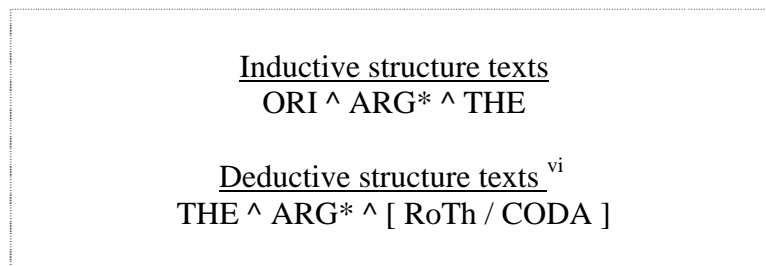 Inductive structure texts
ORI ^ ARG* ^ THE
Deductive structure texts vi
THE ^ ARG* ^ [ RoTh / CODA ]